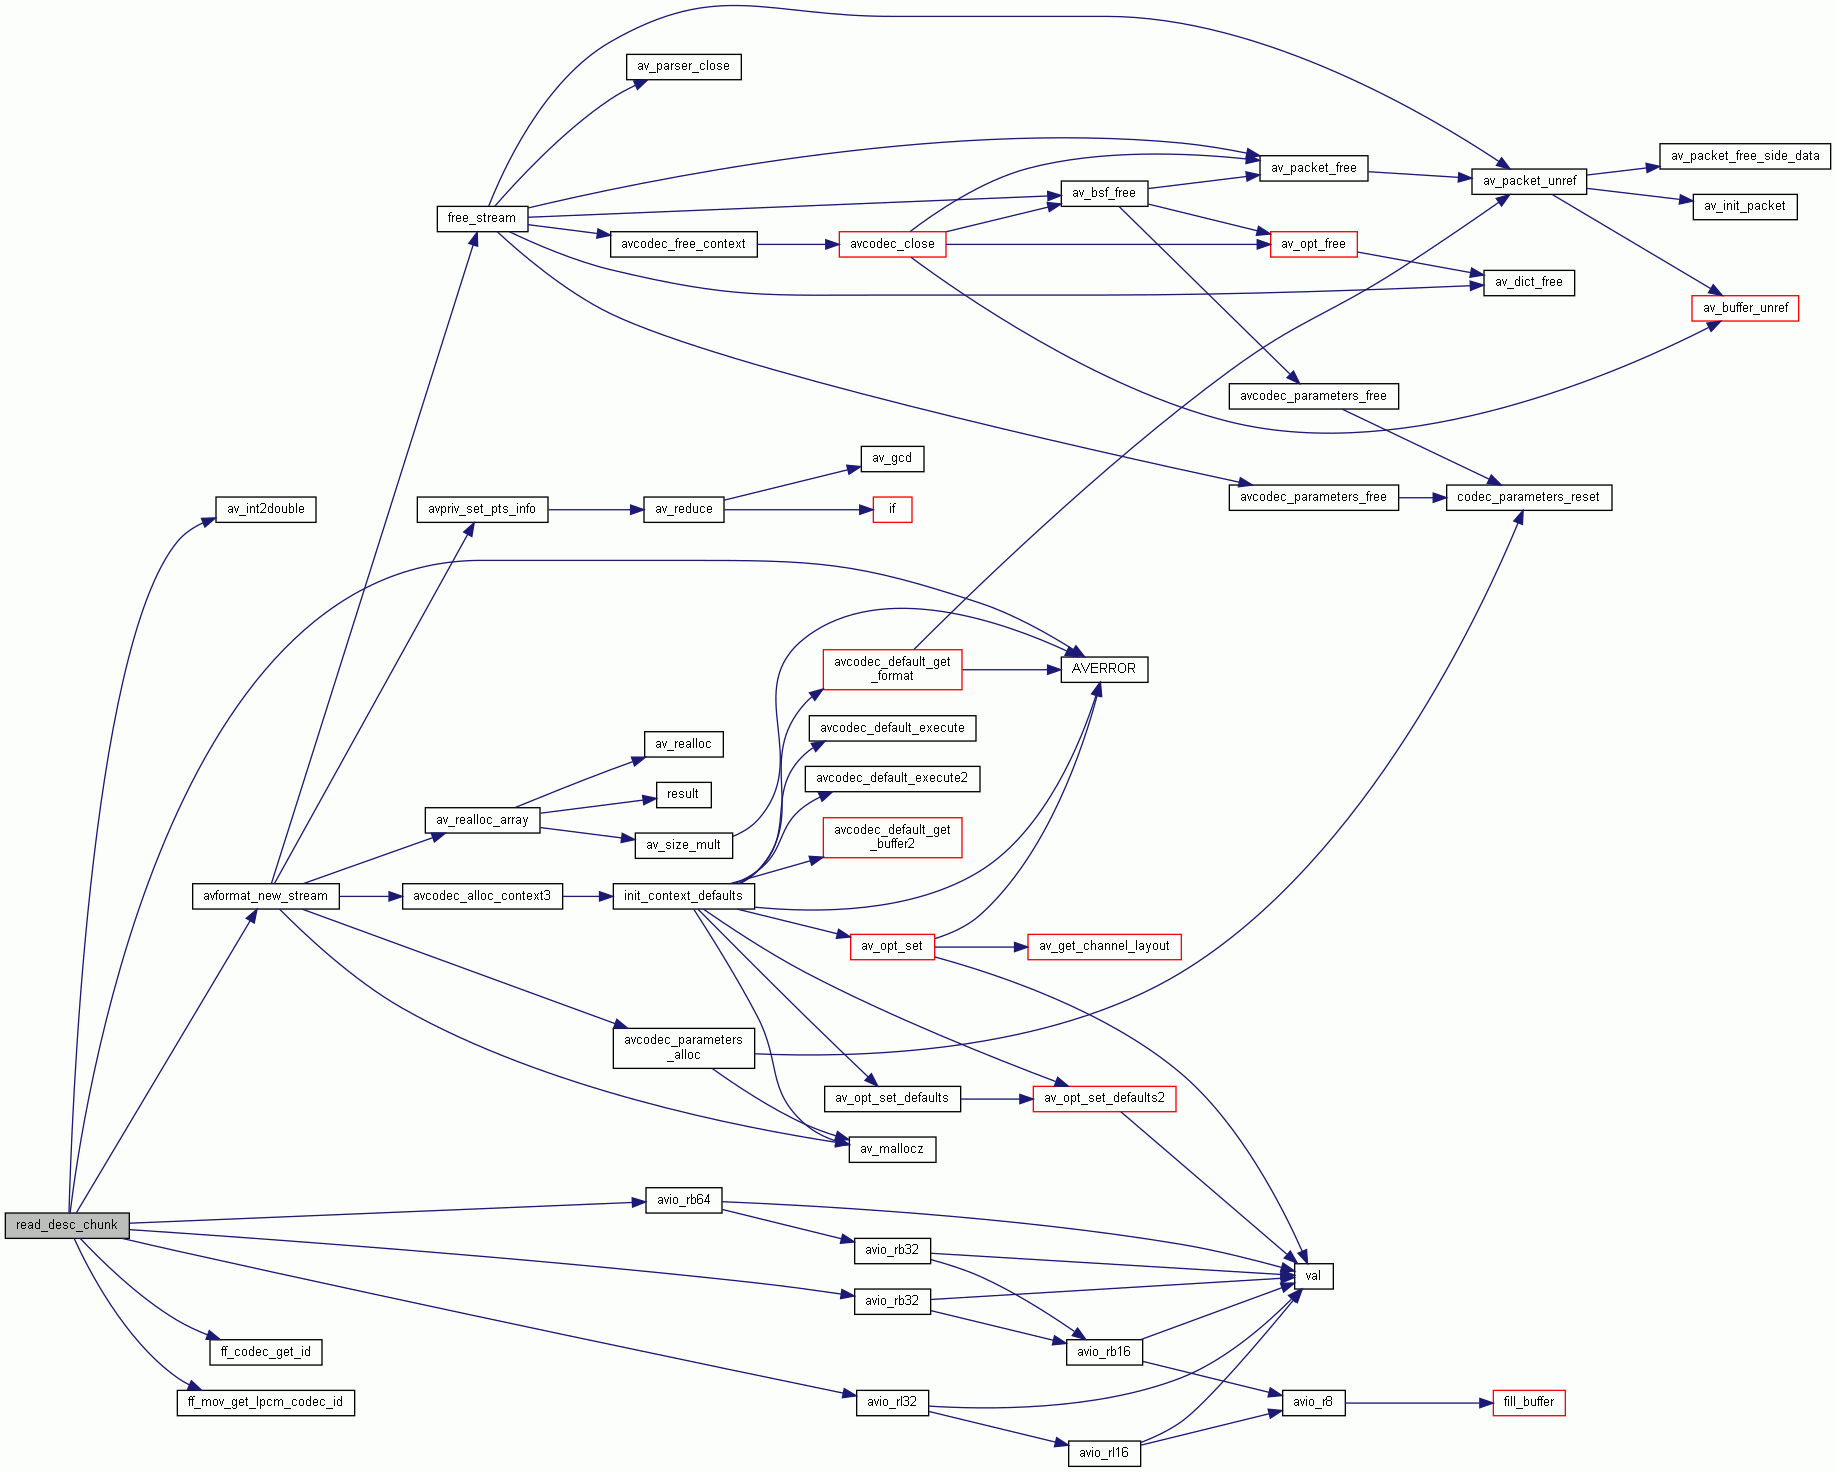 av_parser_close
av_packet_free_side_data
av_packet_free
av_packet_unref
av_bsf_free
av_init_packet
free_stream
avcodec_free_context
avcodec_close
av_opt_free
av_dict_free
av_buffer_unref
avcodec_parameters_free
av_gcd
avcodec_parameters_free
codec_parameters_reset
av_int2double
avpriv_set_pts_info
av_reduce
if
avcodec_default_get
_format
AVERROR
avcodec_default_execute
av_realloc
avcodec_default_execute2
result
av_realloc_array
avcodec_default_get
_buffer2
av_size_mult
avformat_new_stream
avcodec_alloc_context3
init_context_defaults
av_opt_set
av_get_channel_layout
avcodec_parameters
_alloc
av_opt_set_defaults
av_opt_set_defaults2
av_mallocz
avio_rb64
read_desc_chunk
avio_rb32
val
avio_rb32
ff_codec_get_id
avio_rb16
ff_mov_get_lpcm_codec_id
avio_rl32
avio_r8
fill_buffer
avio_rl16